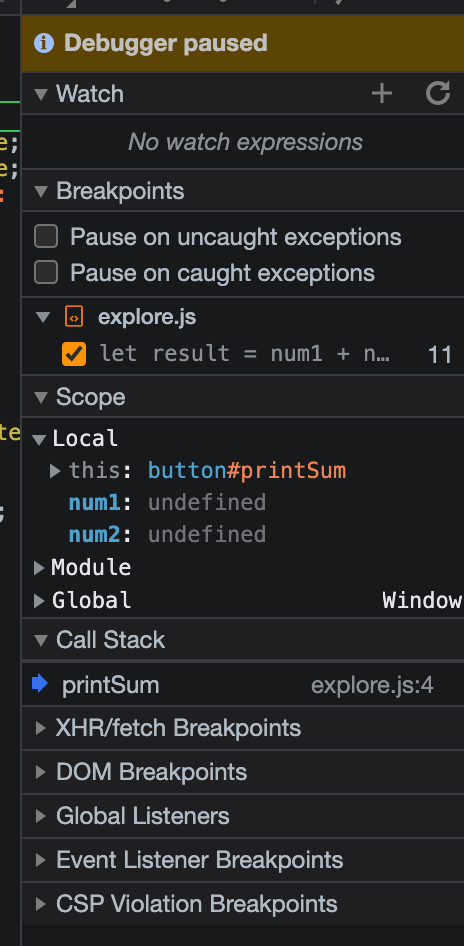 Debugger paused
Watch
e;
No watch expressions
e;
Breakpoints
Pause on uncaught exceptions
Pause on caught exceptions
explore.js
let result = num1 + n… 11
Scope
te
Local
this: button#printSum
num1: undefined
;
num2: undefined
Module
Global Window
Call Stack
printSum explore.js:4
XHR/fetch Breakpoints
DOM Breakpoints
Global Listeners
Event Listener Breakpoints
CSP Violation Breakpoints